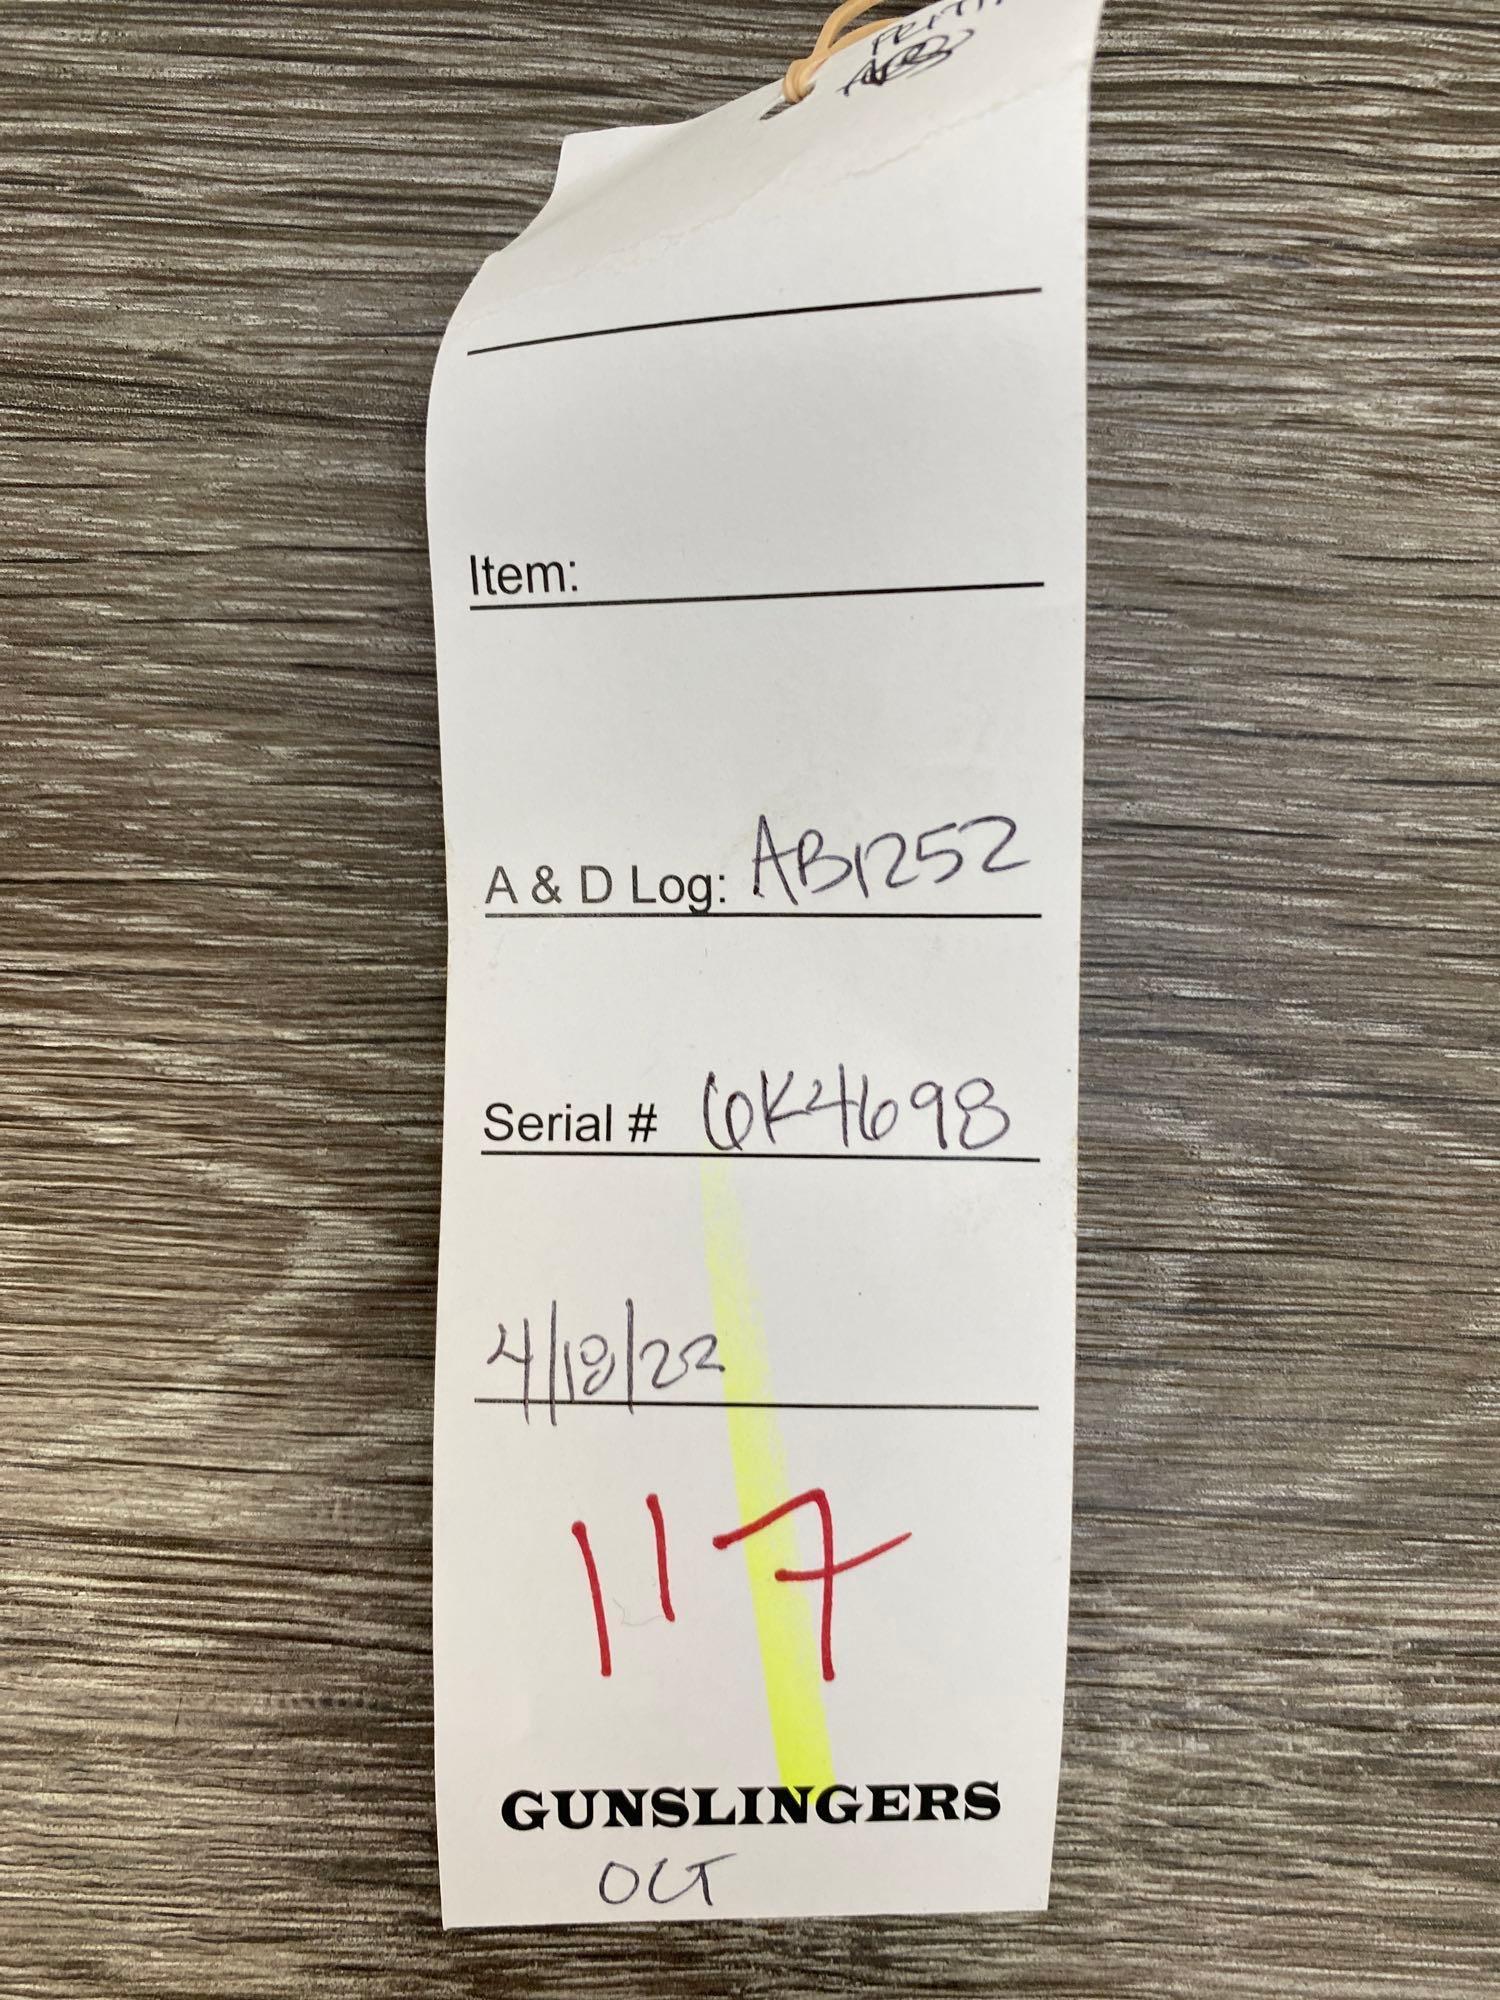 Item:
A & D Log: AB1252
Serial # 6K4698
4/18/22
117
GUNSLINGERS
OCT